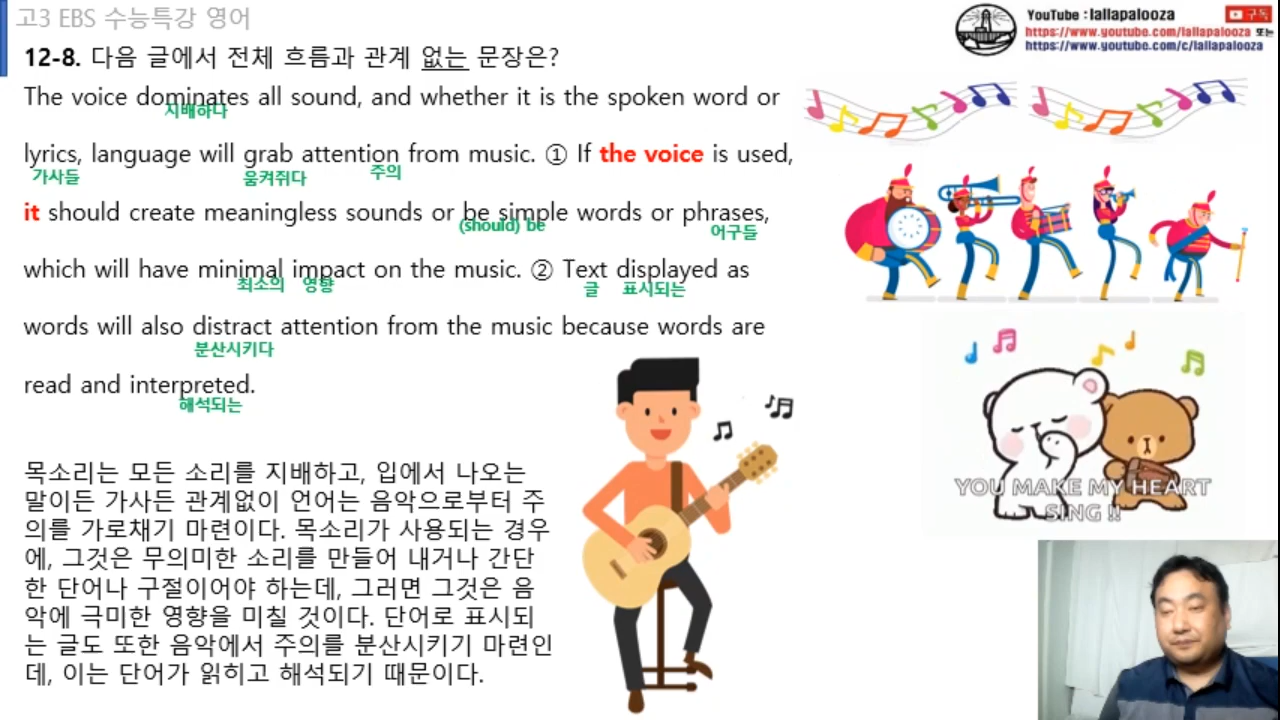 고3 EBS 수능특강 영어
YouTube : lallapalooza
구독
https://www.youtube.com/lallapalooza 또는
https://www.youtube.com/c/lallapalooza
12-8. 다음 글에서 전체 흐름과 관계 없는 문장은?
The voice dominates all sound, and whether it is the spoken word or
지배하다
lyrics, language will grab attention from music. ① If the voice is used,
가사들 움켜쥐다 주의
it should create meaningless sounds or be simple words or phrases,
(should) be 어구들
which will have minimal impact on the music. ② Text displayed as
최소의 영향 글 표시되는
words will also distract attention from the music because words are
분산시키다
read and interpreted.
해석되는
목소리는 모든 소리를 지배하고, 입에서 나오는
말이든 가사든 관계없이 언어는 음악으로부터 주
의를 가로채기 마련이다. 목소리가 사용되는 경우
에, 그것은 무의미한 소리를 만들어 내거나 간단
한 단어나 구절이어야 하는데, 그러면 그것은 음
악에 극미한 영향을 미칠 것이다. 단어로 표시되
는 글도 또한 음악에서 주의를 분산시키기 마련인
데, 이는 단어가 읽히고 해석되기 때문이다.
YOU MAKE MY HEART
SING !!